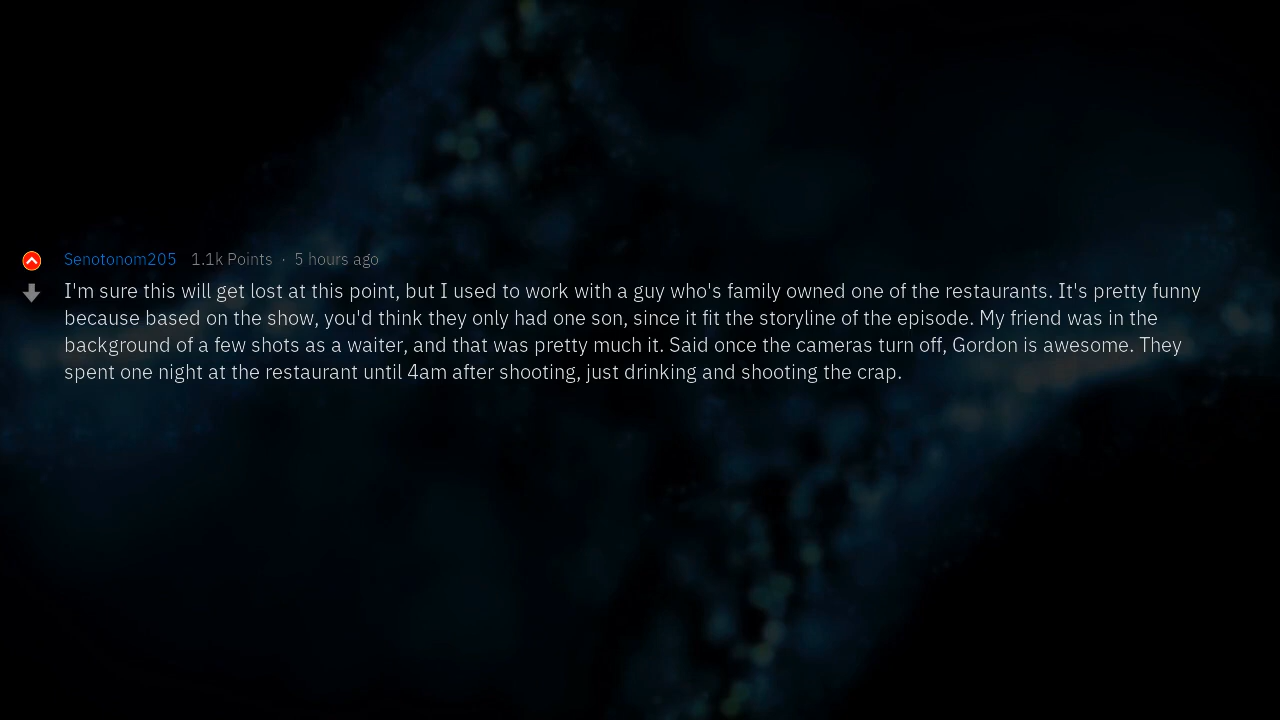 Senotonom205 1.1k Points · 5 hours ago
I'm sure this will get lost at this point, but I used to work with a guy who's family owned one of the restaurants. It's pretty funny
because based on the show, you'd think they only had one son, since it fit the storyline of the episode. My friend was in the
background of a few shots as a waiter, and that was pretty much it. Said once the cameras turn off, Gordon is awesome. They
spent one night at the restaurant until 4am after shooting, just drinking and shooting the crap.